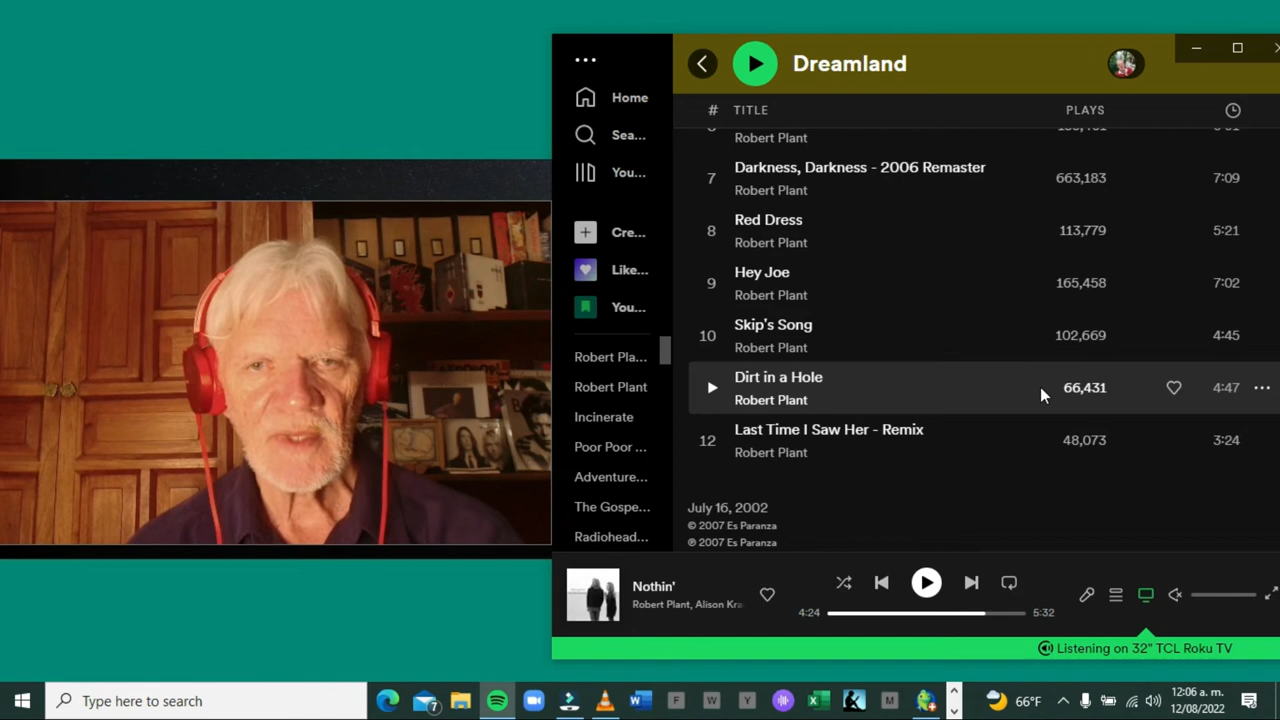 Dreamland
Home
Sea...
You...
Cre...
Like...
You...
Robert Pla...
Robert Plant
Incinerate
Poor Poor ...
Adventure...
The Gospe...
Radiohead...
# TITLE PLAYS
Robert Plant
7 Darkness, Darkness - 2006 Remaster 663,183 7:09
Robert Plant
8 Red Dress 113,779 5:21
Robert Plant
9 Hey Joe 165,458 7:02
Robert Plant
10 Skip's Song 102,669 4:45
Robert Plant
Dirt in a Hole 66,431 4:47
Robert Plant
12 Last Time I Saw Her - Remix 48,073 3:24
Robert Plant
July 16, 2002
© 2007 Es Paranza
℗ 2007 Es Paranza
Nothin'
Robert Plant, Alison Kra
4:24 5:32
Listening on 32" TCL Roku TV
Type here to search
7
W
F
W
Y
M
66°F
12:06 a. m.
12/08/2022